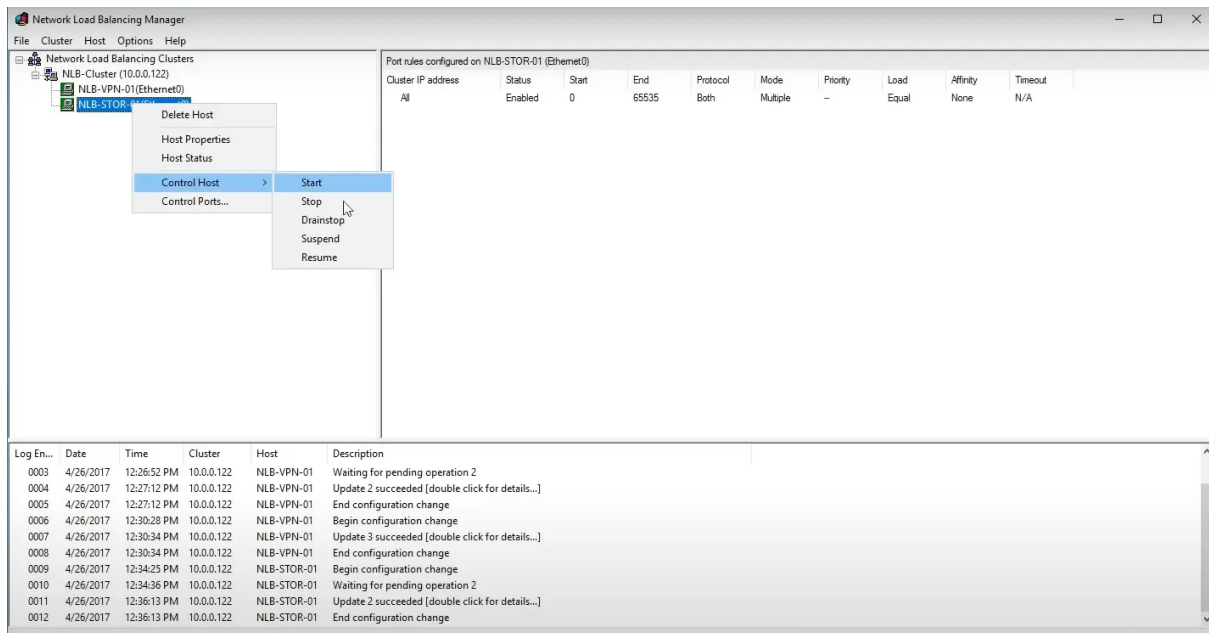 Network Load Balancing Manager
File Cluster Host Options Help
Network Load Balancing Clusters
NLB-Cluster (10.0.0.122)
NLB-VPN-01(Ethernet0)
NLB-STOR-01(Ethernet0)
Delete Host
Host Properties
Host Status
Control Host >
Control Ports...
Start
Stop
Drainstop
Suspend
Resume
Port rules configured on NLB-STOR-01 (Ethernet0)
Cluster IP address Status Start End Protocol Mode Priority Load Affinity Timeout
All Enabled 0 65535 Both Multiple -- Equal None N/A
Log En... Date Time Cluster Host Description
0003 4/26/2017 12:26:52 PM 10.0.0.122 NLB-VPN-01 Waiting for pending operation 2
0004 4/26/2017 12:27:12 PM 10.0.0.122 NLB-VPN-01 Update 2 succeeded [double click for details...]
0005 4/26/2017 12:27:12 PM 10.0.0.122 NLB-VPN-01 End configuration change
0006 4/26/2017 12:30:28 PM 10.0.0.122 NLB-VPN-01 Begin configuration change
0007 4/26/2017 12:30:34 PM 10.0.0.122 NLB-VPN-01 Update 3 succeeded [double click for details...]
0008 4/26/2017 12:30:34 PM 10.0.0.122 NLB-VPN-01 End configuration change
0009 4/26/2017 12:34:25 PM 10.0.0.122 NLB-STOR-01 Begin configuration change
0010 4/26/2017 12:34:36 PM 10.0.0.122 NLB-STOR-01 Waiting for pending operation 2
0011 4/26/2017 12:36:13 PM 10.0.0.122 NLB-STOR-01 Update 2 succeeded [double click for details...]
0012 4/26/2017 12:36:13 PM 10.0.0.122 NLB-STOR-01 End configuration change